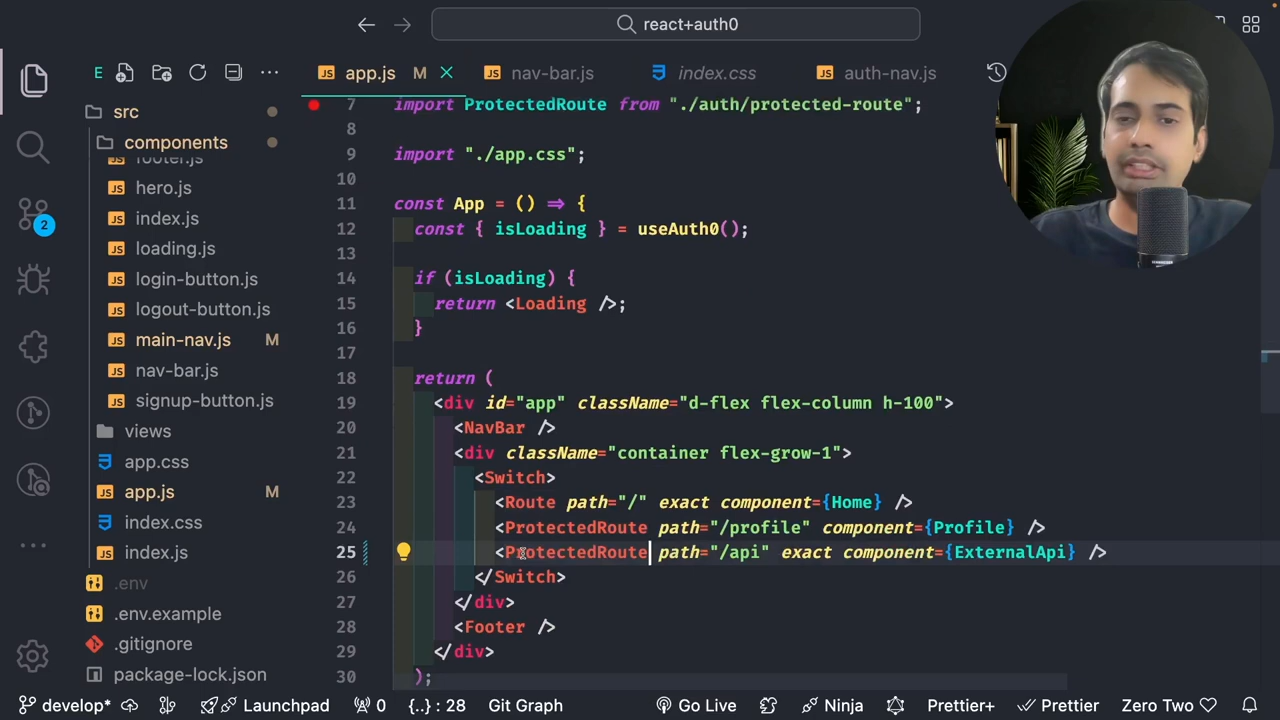 react+auth0
E
app.js M
nav-bar.js
index.css
auth-nav.js
src
components
footer.js
hero.js
index.js
loading.js
login-button.js
logout-button.js
main-nav.js M
nav-bar.js
signup-button.js
views
app.css
app.js M
index.css
index.js
.env
.env.example
.gitignore
package-lock.json
2
7 import ProtectedRoute from "./auth/protected-route";
8
9 import "./app.css";
10
11 const App = () => {
12 const { isLoading } = useAuth0();
13
14 if (isLoading) {
15 return <Loading />;
16 }
17
18 return (
19 <div id="app" className="d-flex flex-column h-100">
20 <NavBar />
21 <div className="container flex-grow-1">
22 <Switch>
23 <Route path="/" exact component={Home} />
24 <ProtectedRoute path="/profile" component={Profile} />
25 <ProtectedRoute path="/api" exact component={ExternalApi} />
26 </Switch>
27 </div>
28 <Footer />
29 </div>
30 );
develop* Launchpad 0 {..} : 28 Git Graph Go Live Ninja Prettier+ Prettier Zero Two